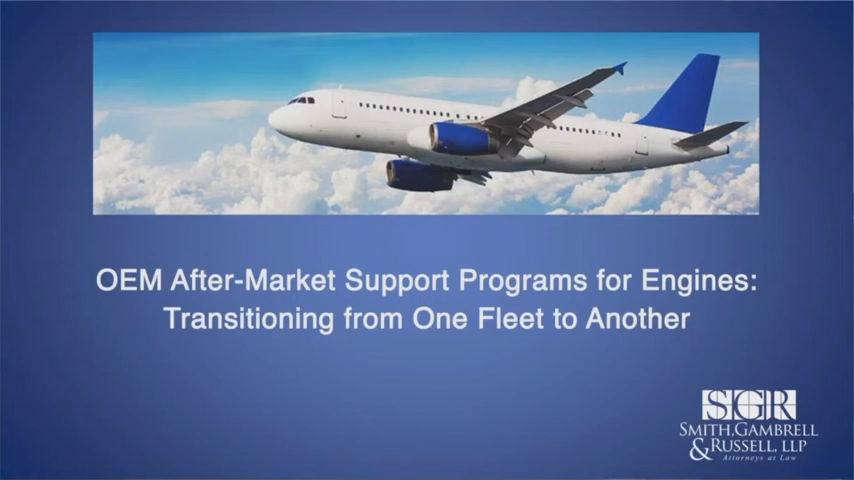 OEM After-Market Support Programs for Engines:
Transitioning from One Fleet to Another
SGR
SMITH, GAMBRELL
& RUSSELL, LLP
Attorneys at Law